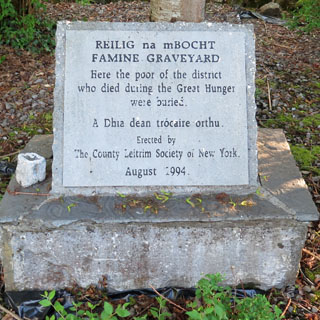 REILIG na mBOCHT
FAMINE GRAVEYARD
Here the poor of the district
who died during the Great Hunger
were buried.
A Dhia dean trócaire orthu.
Erected by
The County Leitrim Society of New York.
August 1994.